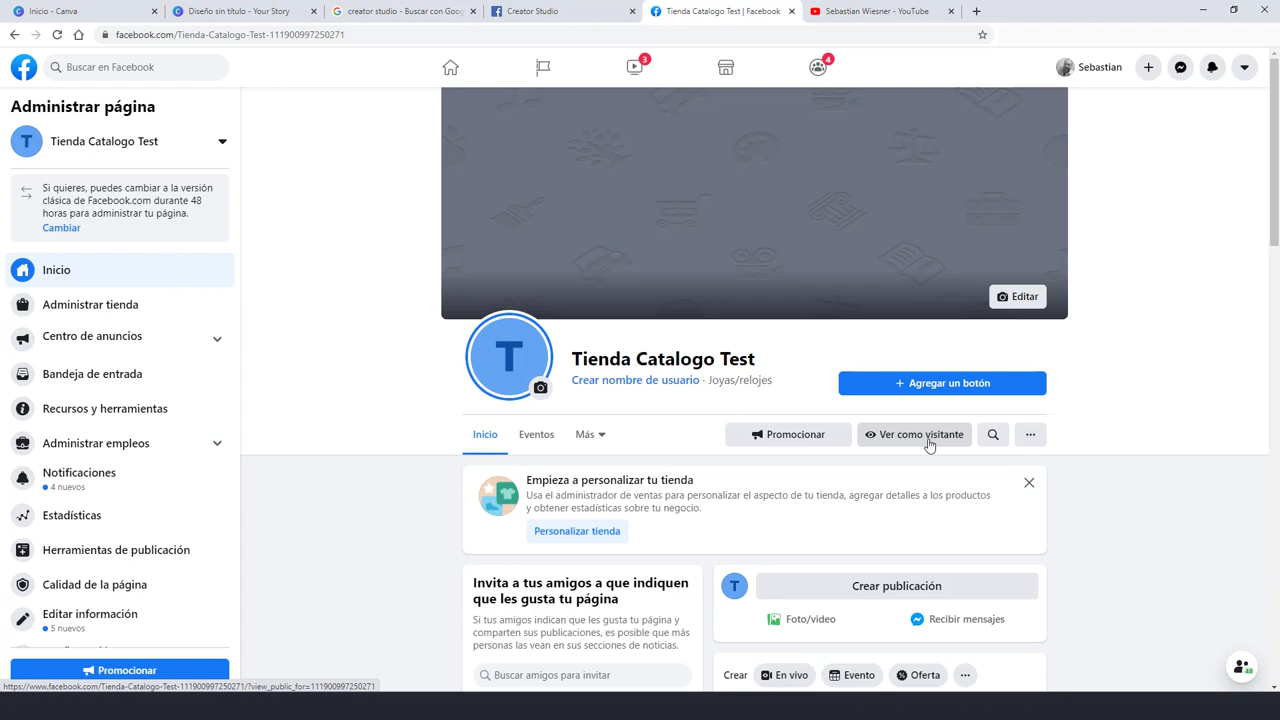 Inicio - Canva
Diseño sin título - Your Story
creator studio - Buscar con Goog
Creator Studio
Tienda Catalogo Test | Facebook
Sebastian Wiesner - YouTube
facebook.com/Tienda-Catalogo-Test-111900997250271
Buscar en Facebook
3
4
Sebastian
Administrar página
T
Tienda Catalogo Test
Si quieres, puedes cambiar a la versión
clásica de Facebook.com durante 48
horas para administrar tu página.
Cambiar
Inicio
Administrar tienda
Centro de anuncios
Bandeja de entrada
Recursos y herramientas
Administrar empleos
Notificaciones
4 nuevos
Estadísticas
Herramientas de publicación
Calidad de la página
Editar información
5 nuevos
Promocionar
https://www.facebook.com/Tienda-Catalogo-Test-111900997250271/?view_public_for=111900997250271
Editar
T
Tienda Catalogo Test
Crear nombre de usuario · Joyas/relojes
+ Agregar un botón
Inicio
Eventos
Más
Promocionar
Ver como visitante
Empieza a personalizar tu tienda
Usa el administrador de ventas para personalizar el aspecto de tu tienda, agregar detalles a los productos
y obtener estadísticas sobre tu negocio.
Personalizar tienda
Invita a tus amigos a que indiquen
que les gusta tu página
Si tus amigos indican que les gusta tu página y
comparten sus publicaciones, es posible que más
personas las vean en sus secciones de noticias.
Buscar amigos para invitar
T
Crear publicación
Foto/video
Recibir mensajes
Crear
En vivo
Evento
Oferta